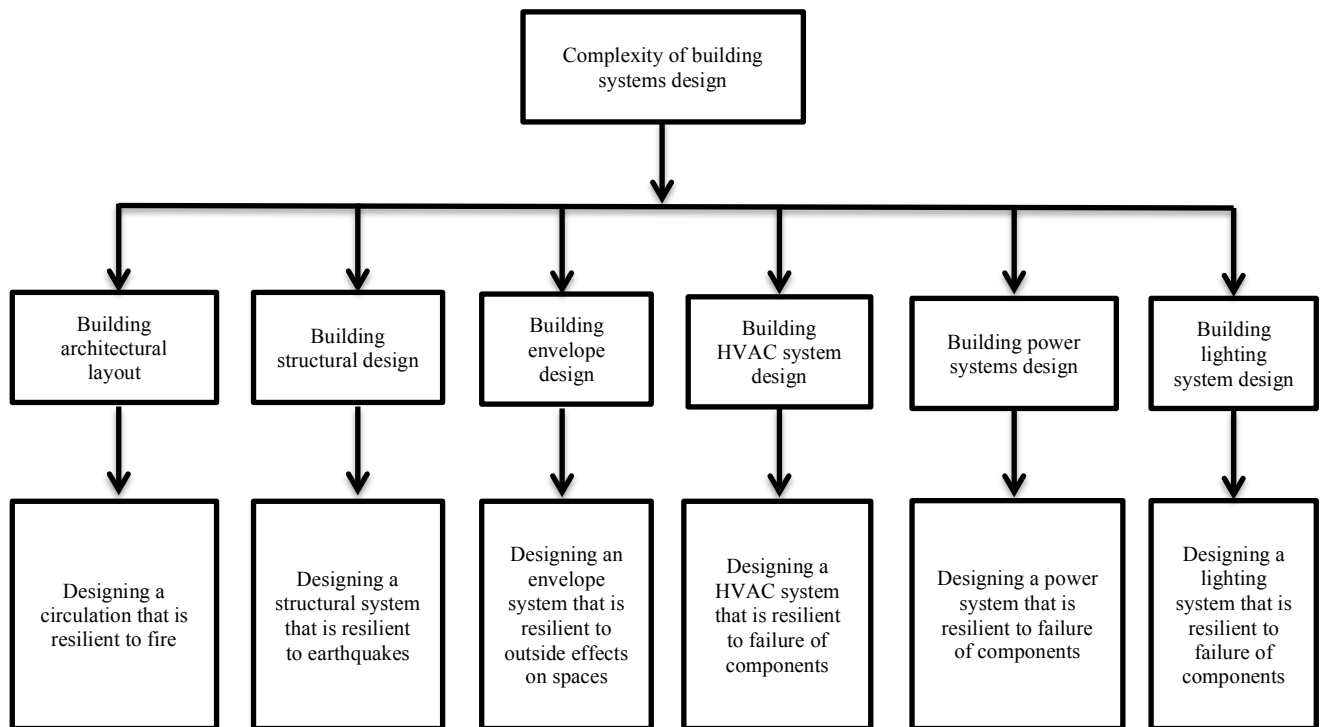 Complexity of building
systems design
Building
architectural
layout
Building
structural design
Building
envelope
design
Building
HVAC system
design
Building power
systems design
Building
lighting
system design
Designing a
circulation that is
resilient to fire
Designing a
structural system
that is resilient
to earthquakes
Designing an
envelope
system that is
resilient to
outside effects
on spaces
Designing a
HVAC system
that is resilient
to failure of
components
Designing a power
system that is
resilient to failure
of components
Designing a
lighting
system that is
resilient to
failure of
components